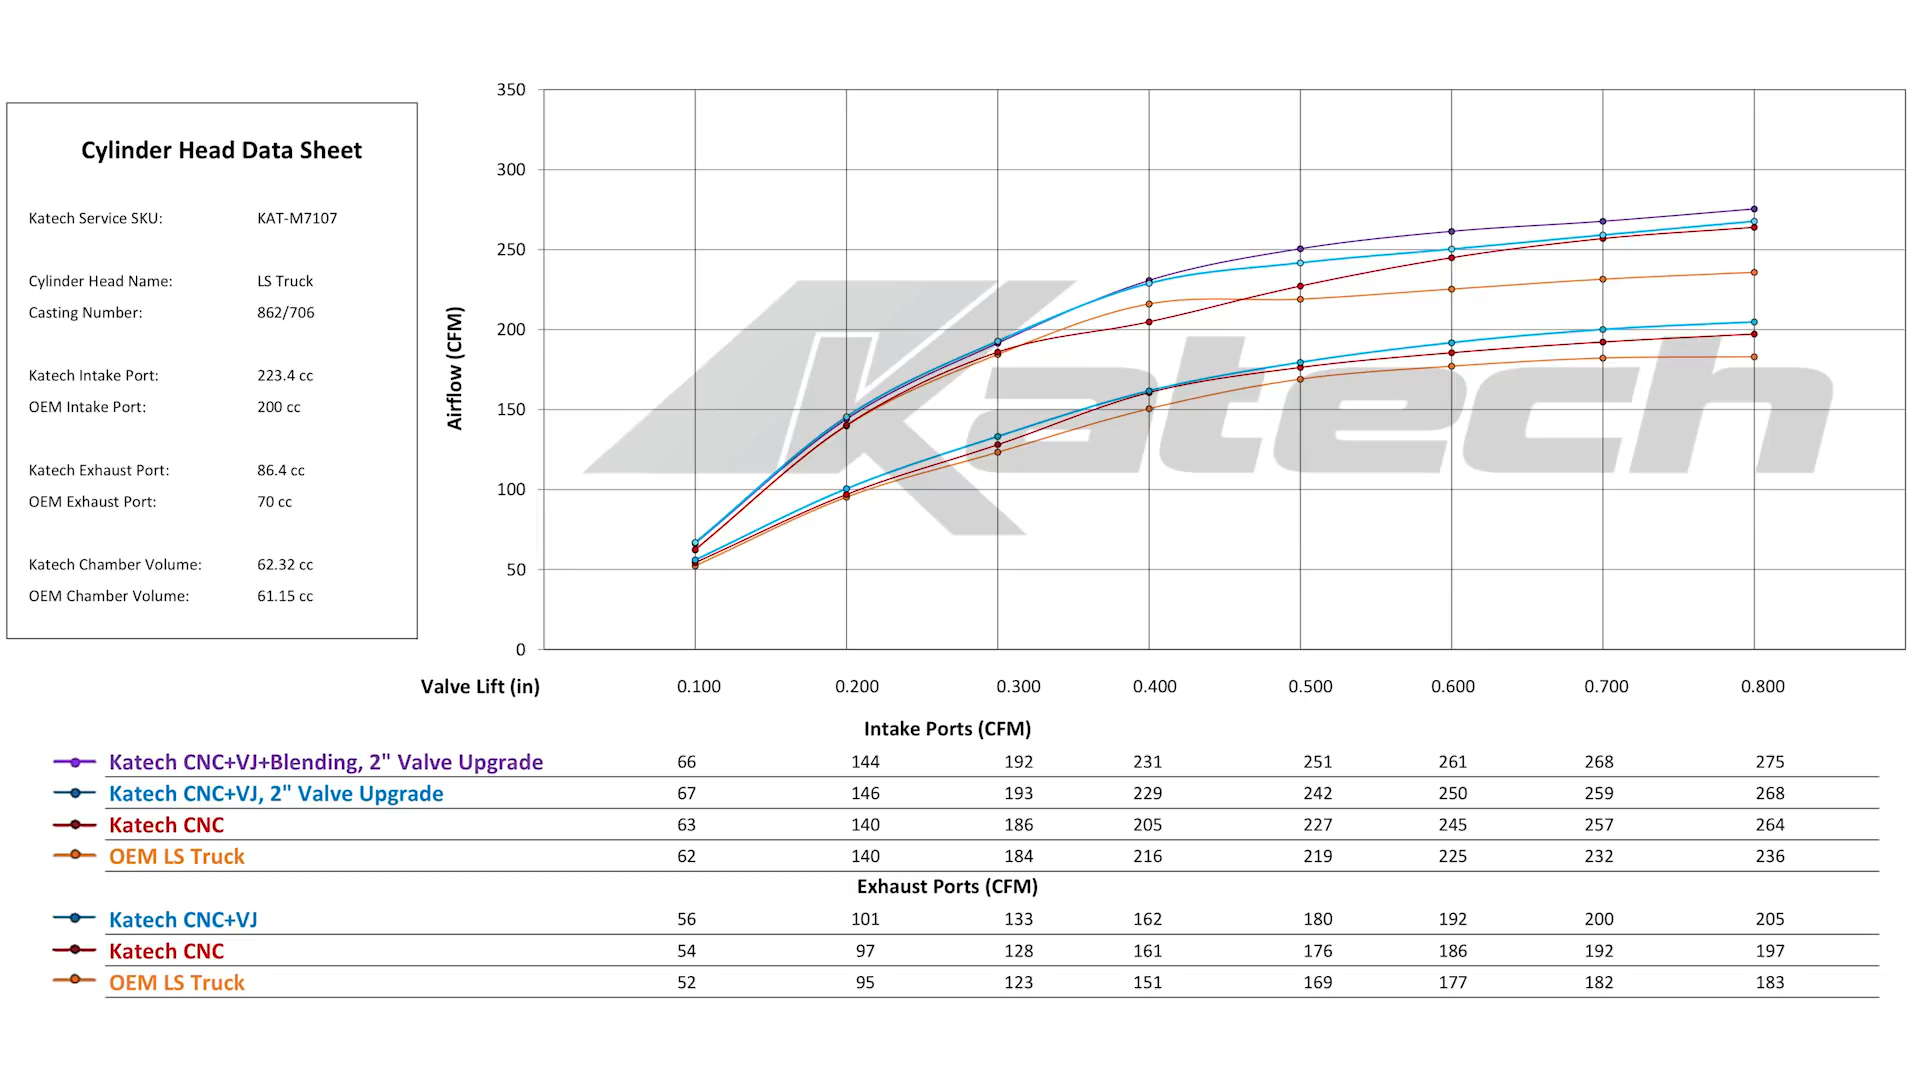 Cylinder Head Data Sheet
Katech Service SKU: KAT-M7107
Cylinder Head Name: LS Truck
Casting Number: 862/706
Katech Intake Port: 223.4 cc
OEM Intake Port: 200 cc
Katech Exhaust Port: 86.4 cc
OEM Exhaust Port: 70 cc
Katech Chamber Volume: 62.32 cc
OEM Chamber Volume: 61.15 cc
Airflow (CFM)
350
300
250
200
150
100
50
0
Katech
Valve Lift (in) 0.100 0.200 0.300 0.400 0.500 0.600 0.700 0.800
Intake Ports (CFM)
Katech CNC+VJ+Blending, 2" Valve Upgrade 66 144 192 231 251 261 268 275
Katech CNC+VJ, 2" Valve Upgrade 67 146 193 229 242 250 259 268
Katech CNC 63 140 186 205 227 245 257 264
OEM LS Truck 62 140 184 216 219 225 232 236
Exhaust Ports (CFM)
Katech CNC+VJ 56 101 133 162 180 192 200 205
Katech CNC 54 97 128 161 176 186 192 197
OEM LS Truck 52 95 123 151 169 177 182 183